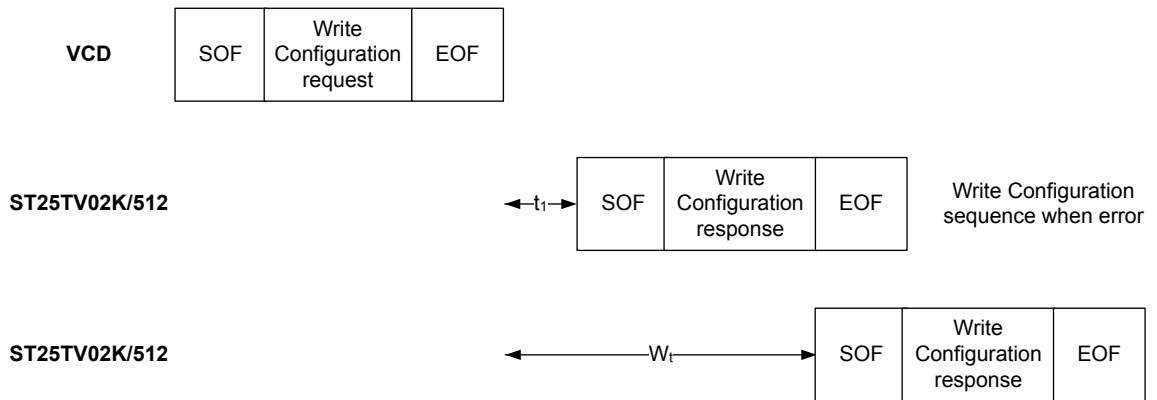 VCD
SOF
Write
Configuration
request
EOF
ST25TV02K/512
t₁
SOF
Write
Configuration
response
EOF
Write Configuration
sequence when error
ST25TV02K/512
Wₜ
SOF
Write
Configuration
response
EOF